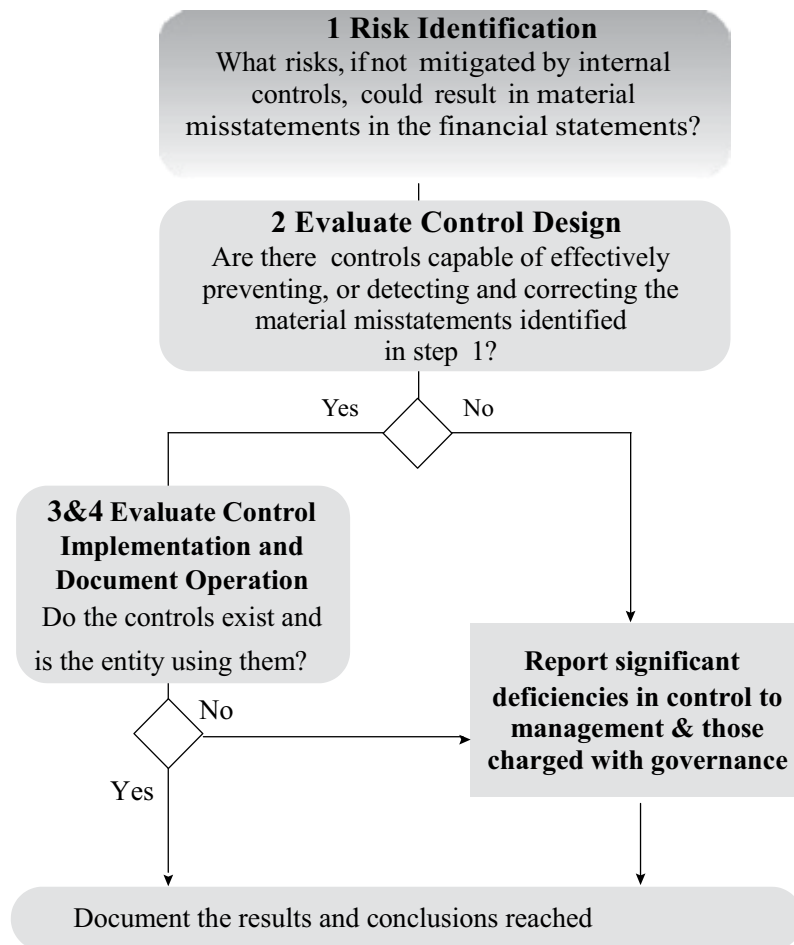 1 Risk Identification
What risks, if not mitigated by internal
controls, could result in material
misstatements in the financial statements?
2 Evaluate Control Design
Are there controls capable of effectively
preventing, or detecting and correcting the
material misstatements identified
in step 1?
Yes
No
3&4 Evaluate Control
Implementation and
Document Operation
Do the controls exist and
is the entity using them?
No
Yes
Report significant
deficiencies in control to
management & those
charged with governance
Document the results and conclusions reached